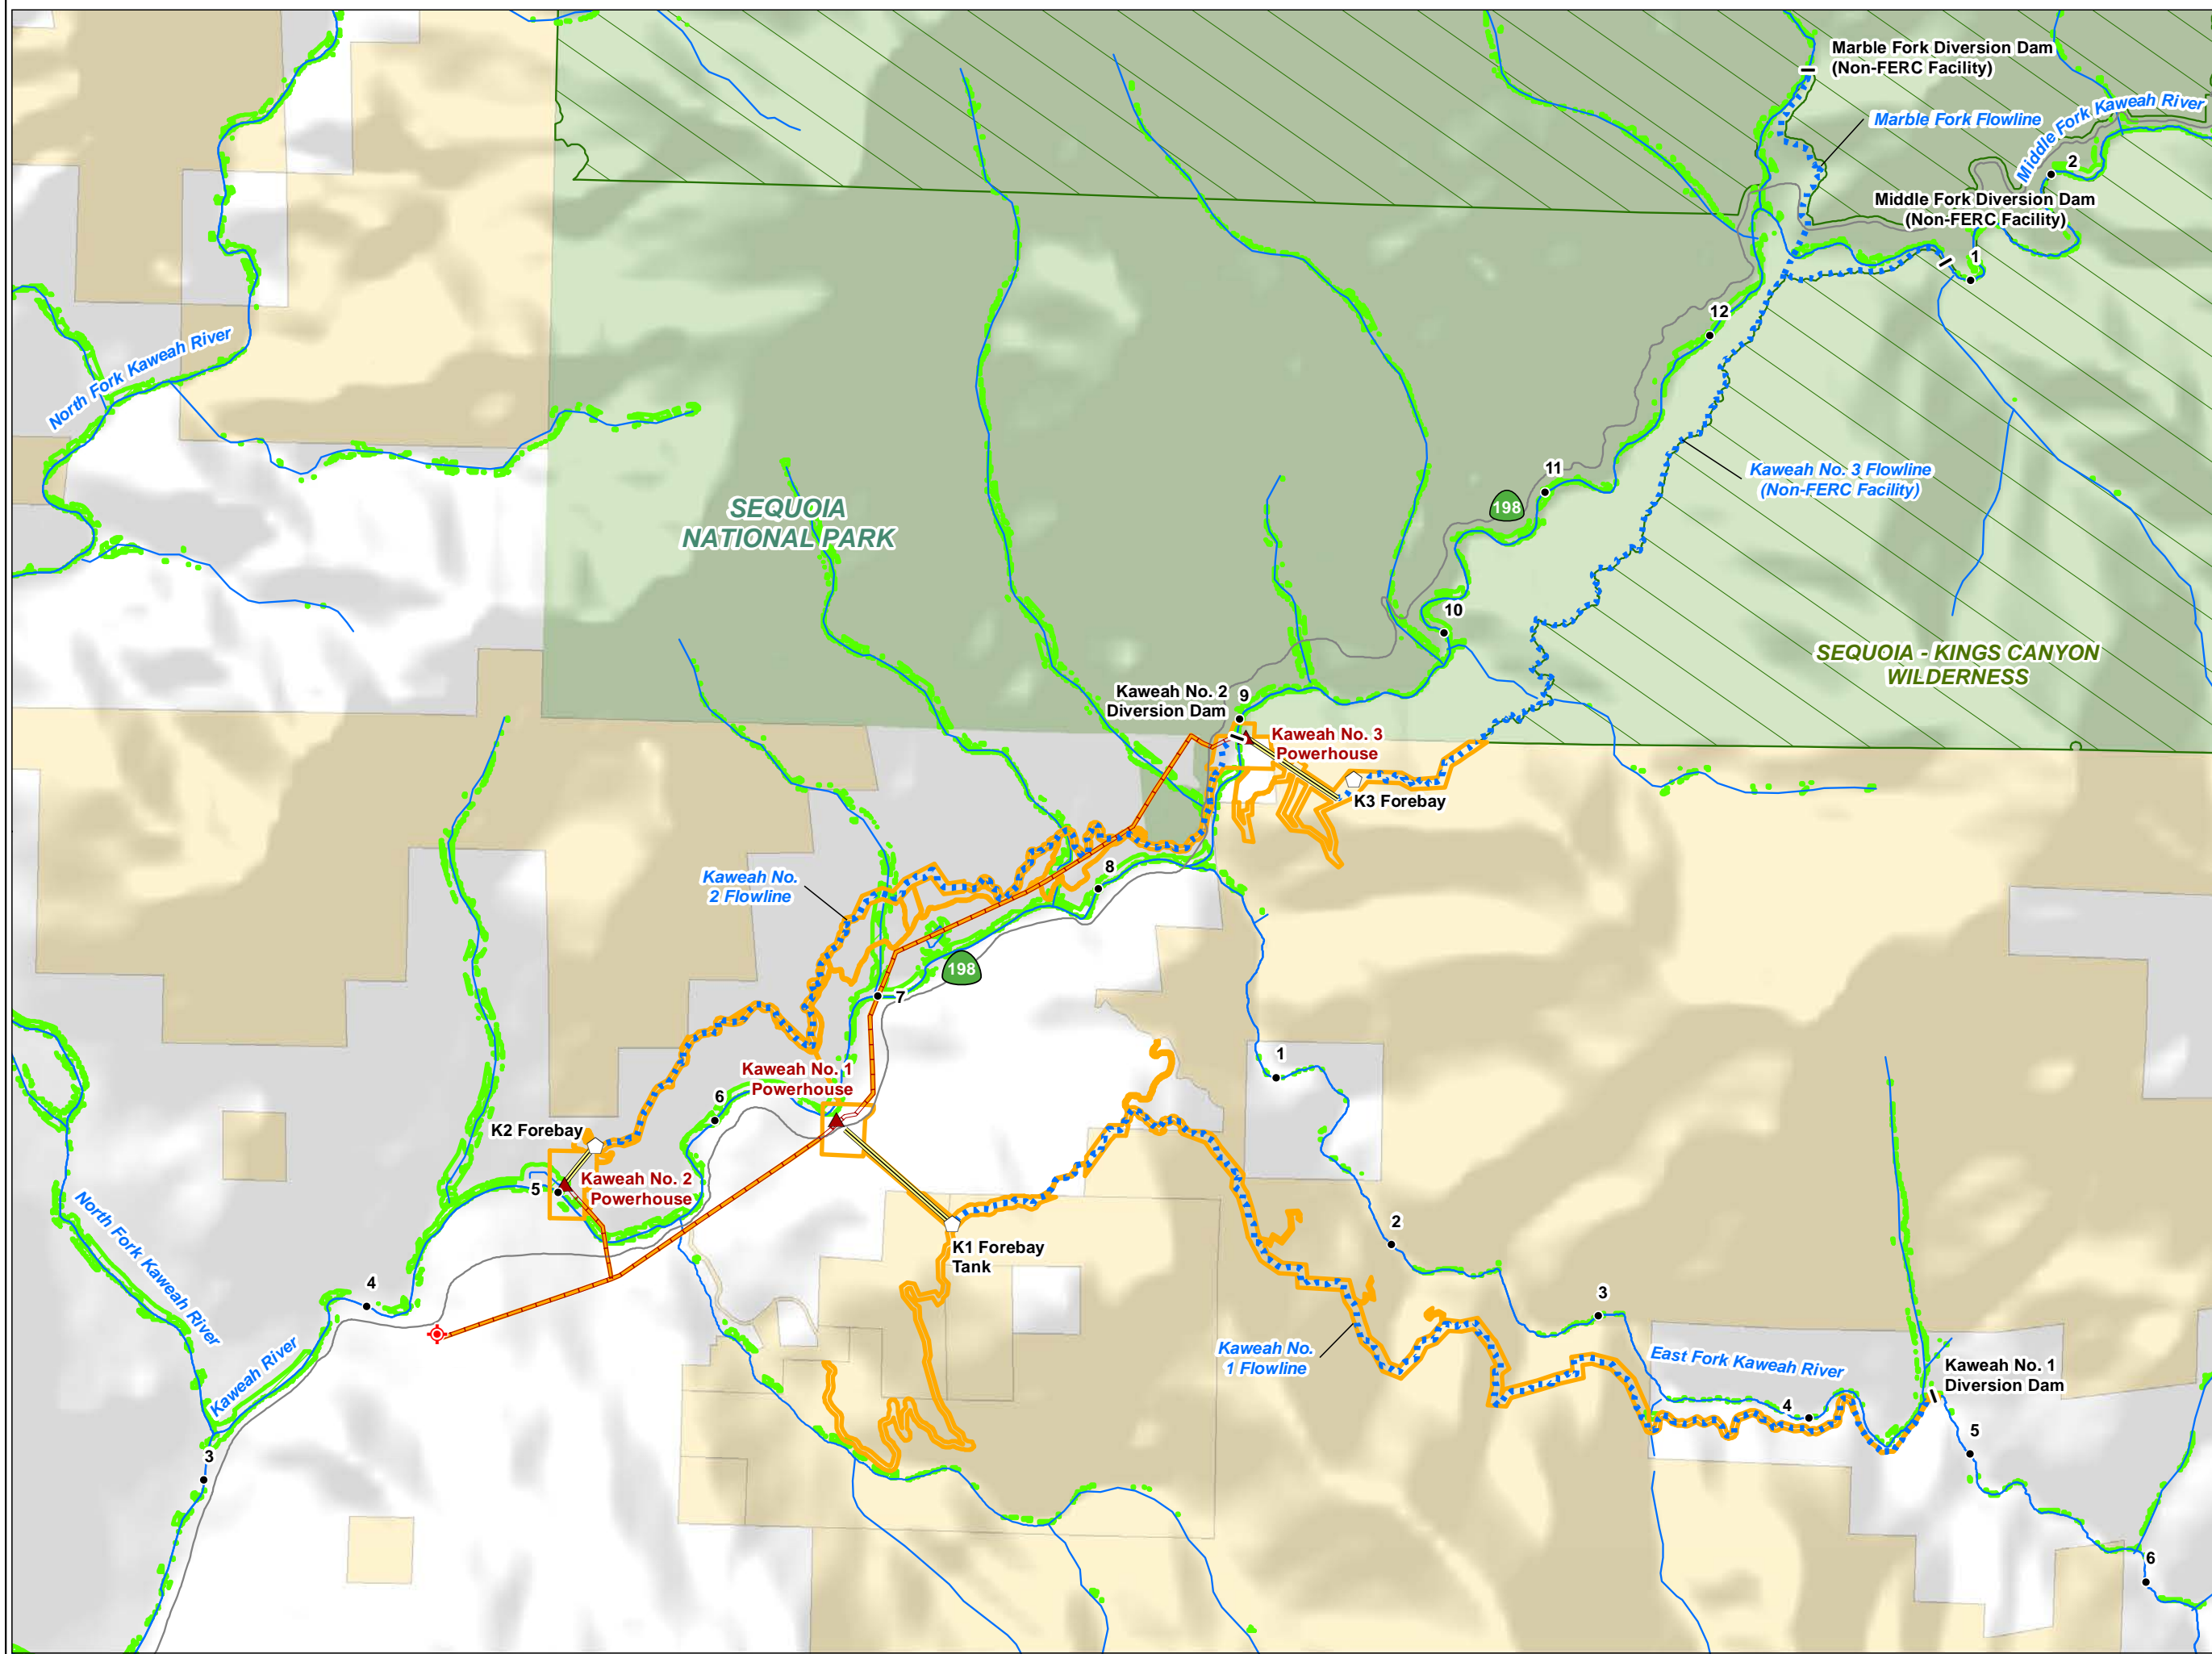 Marble Fork Diversion Dam
(Non-FERC Facility)
Marble Fork Flowline
Middle Fork Kaweah River
2
Middle Fork Diversion Dam
(Non-FERC Facility)
1
12
North Fork Kaweah River
11
198
Kaweah No. 3 Flowline
(Non-FERC Facility)
SEQUOIA
NATIONAL PARK
10
SEQUOIA - KINGS CANYON
WILDERNESS
Kaweah No. 2
Diversion Dam
9
Kaweah No. 3
Powerhouse
K3 Forebay
8
Kaweah No.
2 Flowline
198
7
1
Kaweah No. 1
Powerhouse
6
K2 Forebay
5
Kaweah No. 2
Powerhouse
2
K1 Forebay
Tank
North Fork Kaweah River
4
3
Kaweah River
Kaweah No.
1 Flowline
East Fork Kaweah River
Kaweah No. 1
Diversion Dam
4
5
3
6